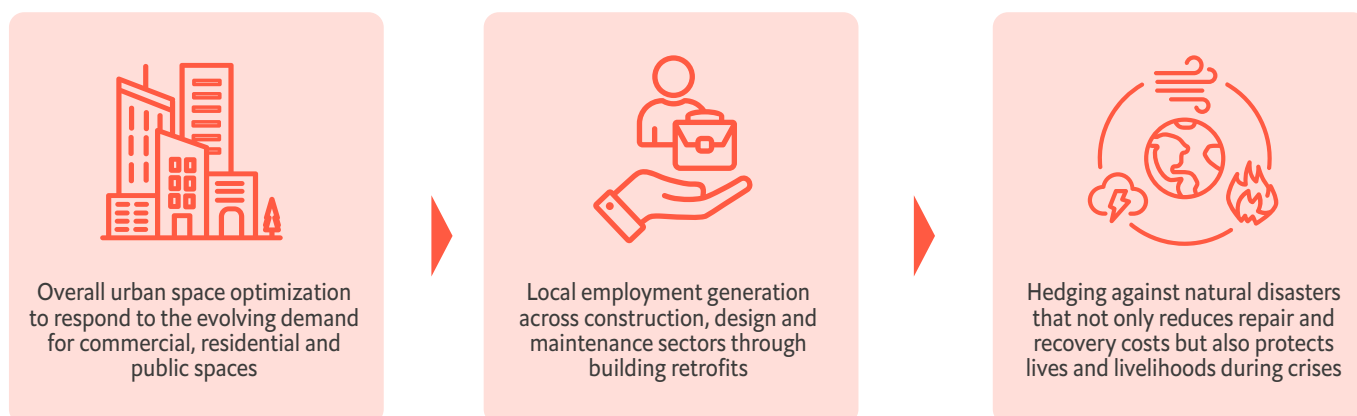 Overall urban space optimization
to respond to the evolving demand
for commercial, residential and
public spaces
Local employment generation
across construction, design and
maintenance sectors through
building retrofits
Hedging against natural disasters
that not only reduces repair and
recovery costs but also protects
lives and livelihoods during crises